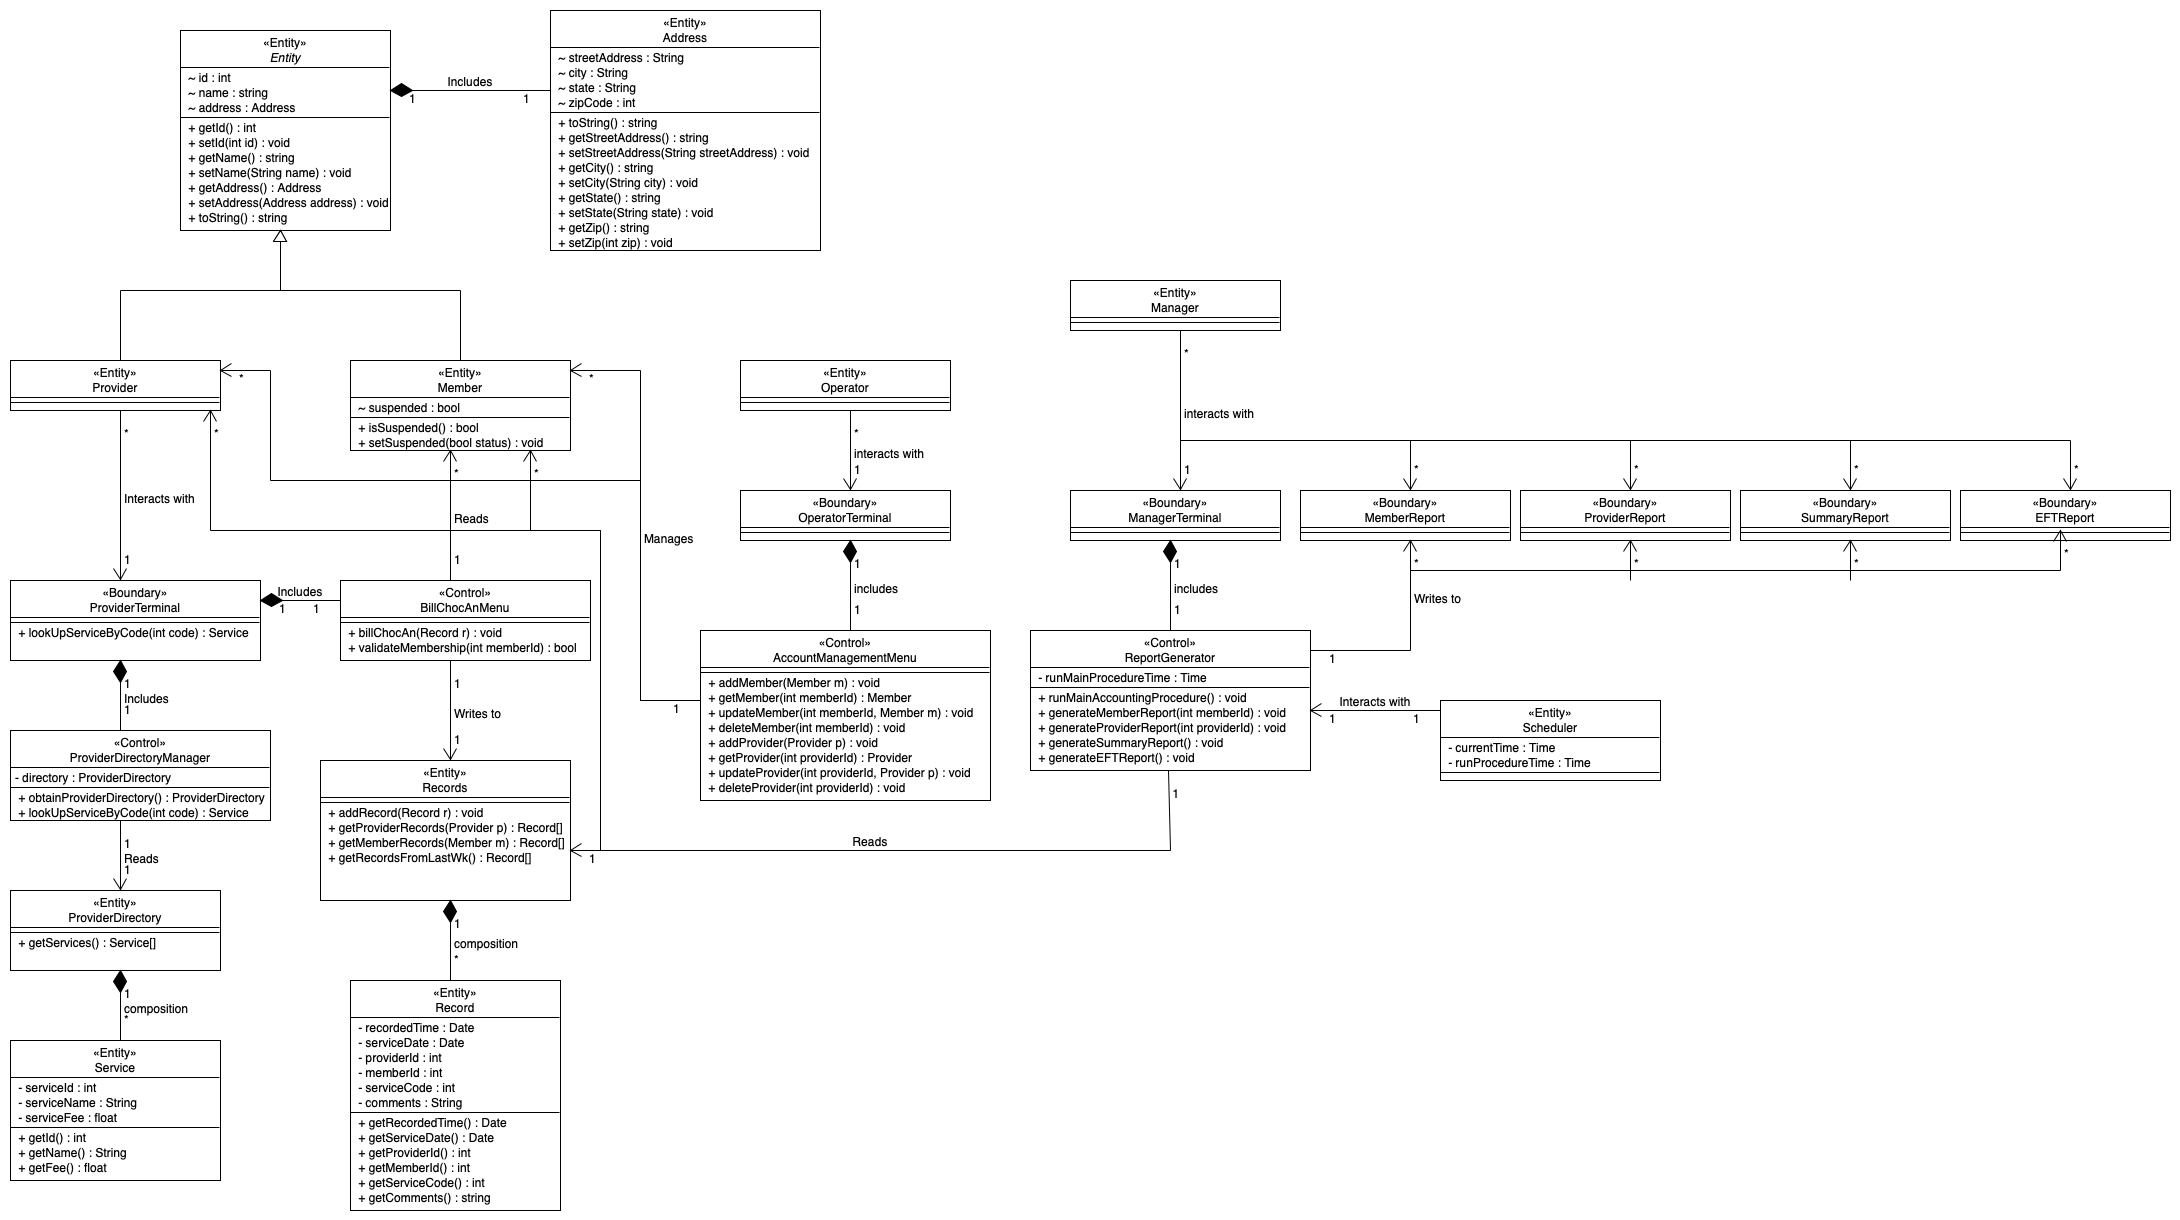 «Entity»
Entity
~ id : int
~ name : string
~ address : Address
+ getId() : int
+ setId(int id) : void
+ getName() : string
+ setName(String name) : void
+ getAddress() : Address
+ setAddress(Address address) : void
+ toString() : string
1
Includes
1
«Entity»
Address
~ streetAddress : String
~ city : String
~ state : String
~ zipCode : int
+ toString() : string
+ getStreetAddress() : string
+ setStreetAddress(String streetAddress) : void
+ getCity() : string
+ setCity(String city) : void
+ getState() : string
+ setState(String state) : void
+ getZip() : string
+ setZip(int zip) : void
«Entity»
Manager
*
interacts with
1
*
*
*
*
«Entity»
Provider
*
*
*
Interacts with
1
«Entity»
Member
~ suspended : bool
+ isSuspended() : bool
+ setSuspended(bool status) : void
*
*
*
Reads
1
Manages
1
«Entity»
Operator
*
interacts with
1
«Boundary»
OperatorTerminal
1
includes
1
«Boundary»
ManagerTerminal
1
includes
1
«Boundary»
MemberReport
*
«Boundary»
ProviderReport
*
«Boundary»
SummaryReport
*
«Boundary»
EFTReport
*
Writes to
1
«Boundary»
ProviderTerminal
+ lookUpServiceByCode(int code) : Service
Includes
1
1
«Control»
BillChocAnMenu
+ billChocAn(Record r) : void
+ validateMembership(int memberId) : bool
1
Writes to
1
«Control»
AccountManagementMenu
+ addMember(Member m) : void
+ getMember(int memberId) : Member
+ updateMember(int memberId, Member m) : void
+ deleteMember(int memberId) : void
+ addProvider(Provider p) : void
+ getProvider(int providerId) : Provider
+ updateProvider(int providerId, Provider p) : void
+ deleteProvider(int providerId) : void
«Control»
ReportGenerator
- runMainProcedureTime : Time
+ runMainAccountingProcedure() : void
+ generateMemberReport(int memberId) : void
+ generateProviderReport(int providerId) : void
+ generateSummaryReport() : void
+ generateEFTReport() : void
Interacts with
1
1
«Entity»
Scheduler
- currentTime : Time
- runProcedureTime : Time
1
Reads
1
1
Includes
1
«Control»
ProviderDirectoryManager
- directory : ProviderDirectory
+ obtainProviderDirectory() : ProviderDirectory
+ lookUpServiceByCode(int code) : Service
1
Reads
1
«Entity»
Records
+ addRecord(Record r) : void
+ getProviderRecords(Provider p) : Record[]
+ getMemberRecords(Member m) : Record[]
+ getRecordsFromLastWk() : Record[]
1
composition
*
«Entity»
ProviderDirectory
+ getServices() : Service[]
1
composition
*
«Entity»
Service
- serviceId : int
- serviceName : String
- serviceFee : float
+ getId() : int
+ getName() : String
+ getFee() : float
«Entity»
Record
- recordedTime : Date
- serviceDate : Date
- providerId : int
- memberId : int
- serviceCode : int
- comments : String
+ getRecordedTime() : Date
+ getServiceDate() : Date
+ getProviderId() : int
+ getMemberId() : int
+ getServiceCode() : int
+ getComments() : string